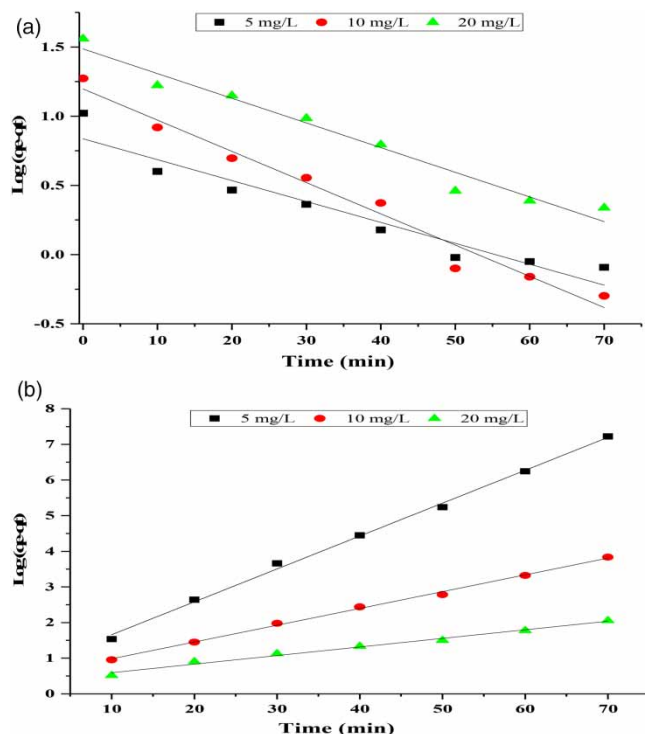 (a)
5 mg/L 10 mg/L 20 mg/L
1.5
1.0
0.5
0.0
-0.5
Log(qe-qt)
0 10 20 30 40 50 60 70
Time (min)
(b)
5 mg/L 10 mg/L 20 mg/L
8
7
6
5
4
3
2
1
0
Log(qe-qt)
10 20 30 40 50 60 70
Time (min)